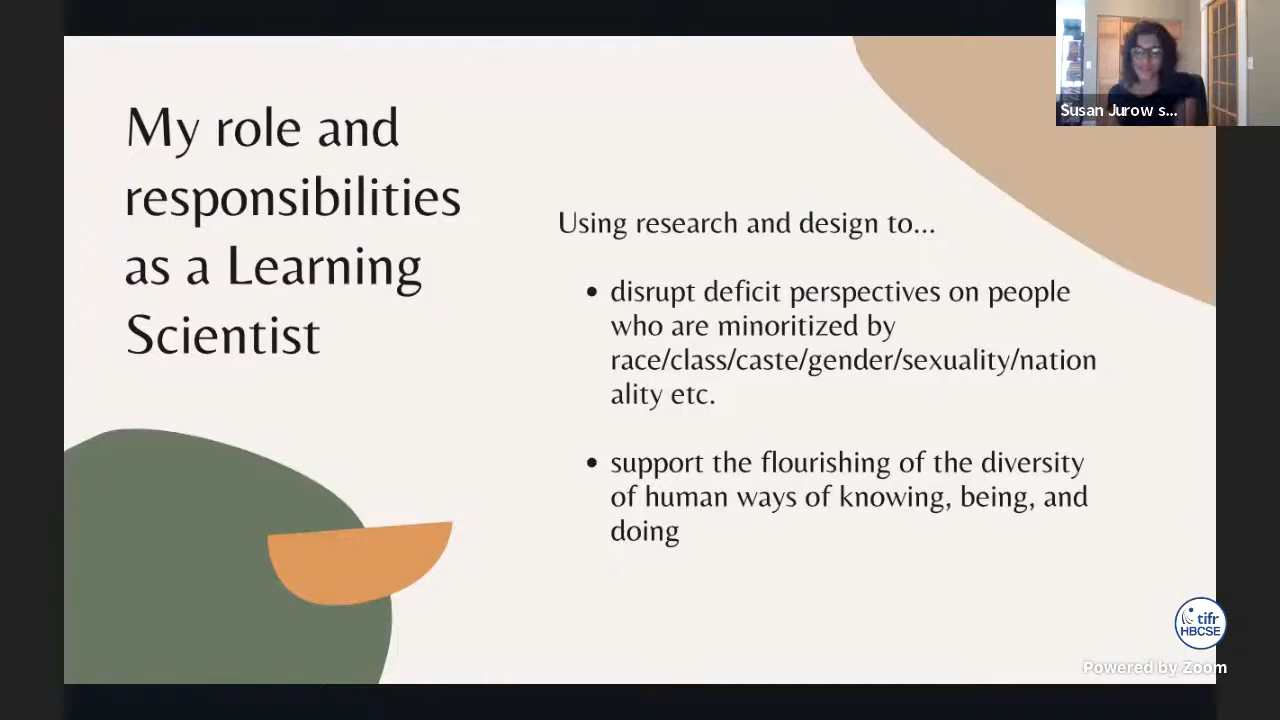 My role and
responsibilities
as a Learning
Scientist
Using research and design to...
• disrupt deficit perspectives on people
who are minoritized by
race/class/caste/gender/sexuality/nation
ality etc.
• support the flourishing of the diversity
of human ways of knowing, being, and
doing
Susan Jurow s...
tifr
HBCSE
Powered by Zoom